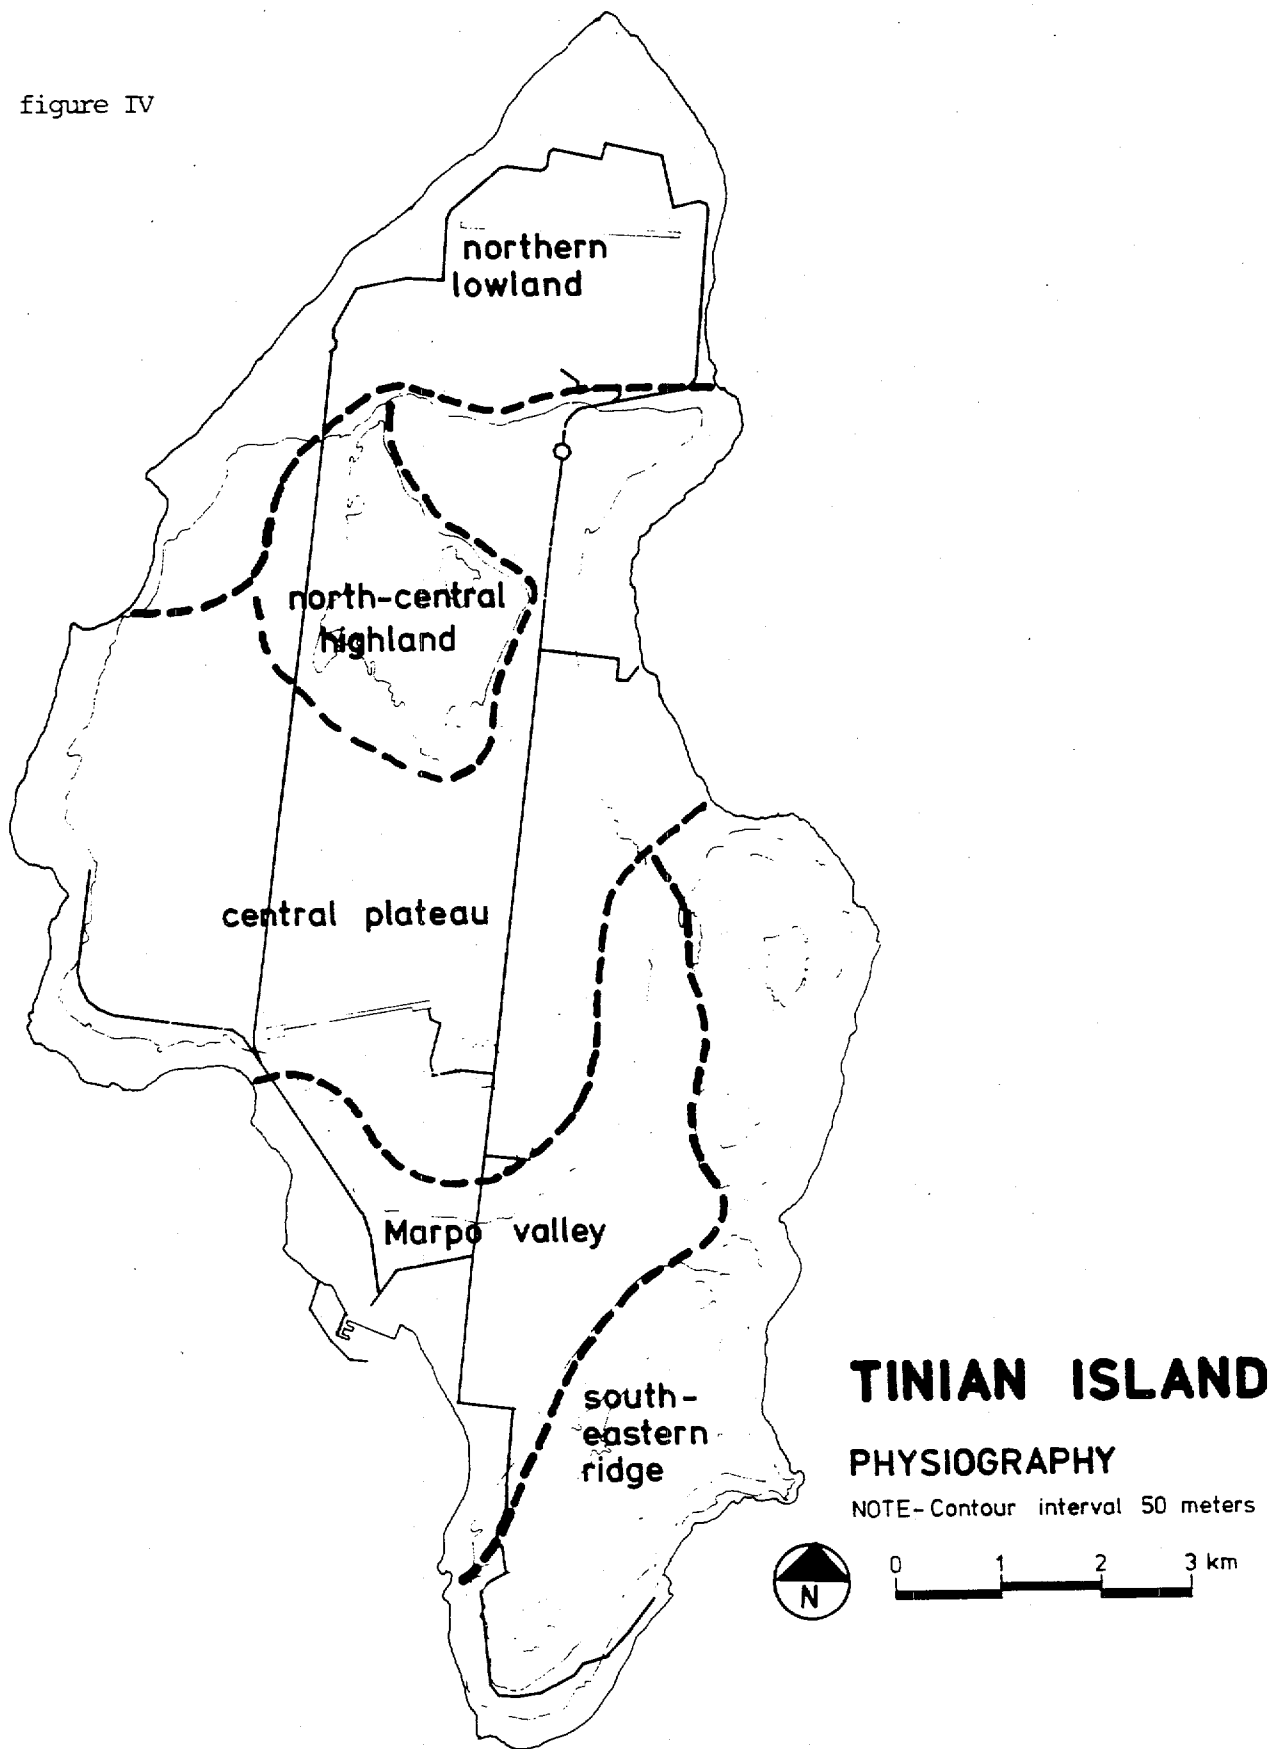 figure IV
northern
lowland
north-central
highland
central plateau
Marpo valley
south-
eastern
ridge
TINIAN ISLAND
PHYSIOGRAPHY
NOTE-Contour interval 50 meters
0 1 2 3 km
N